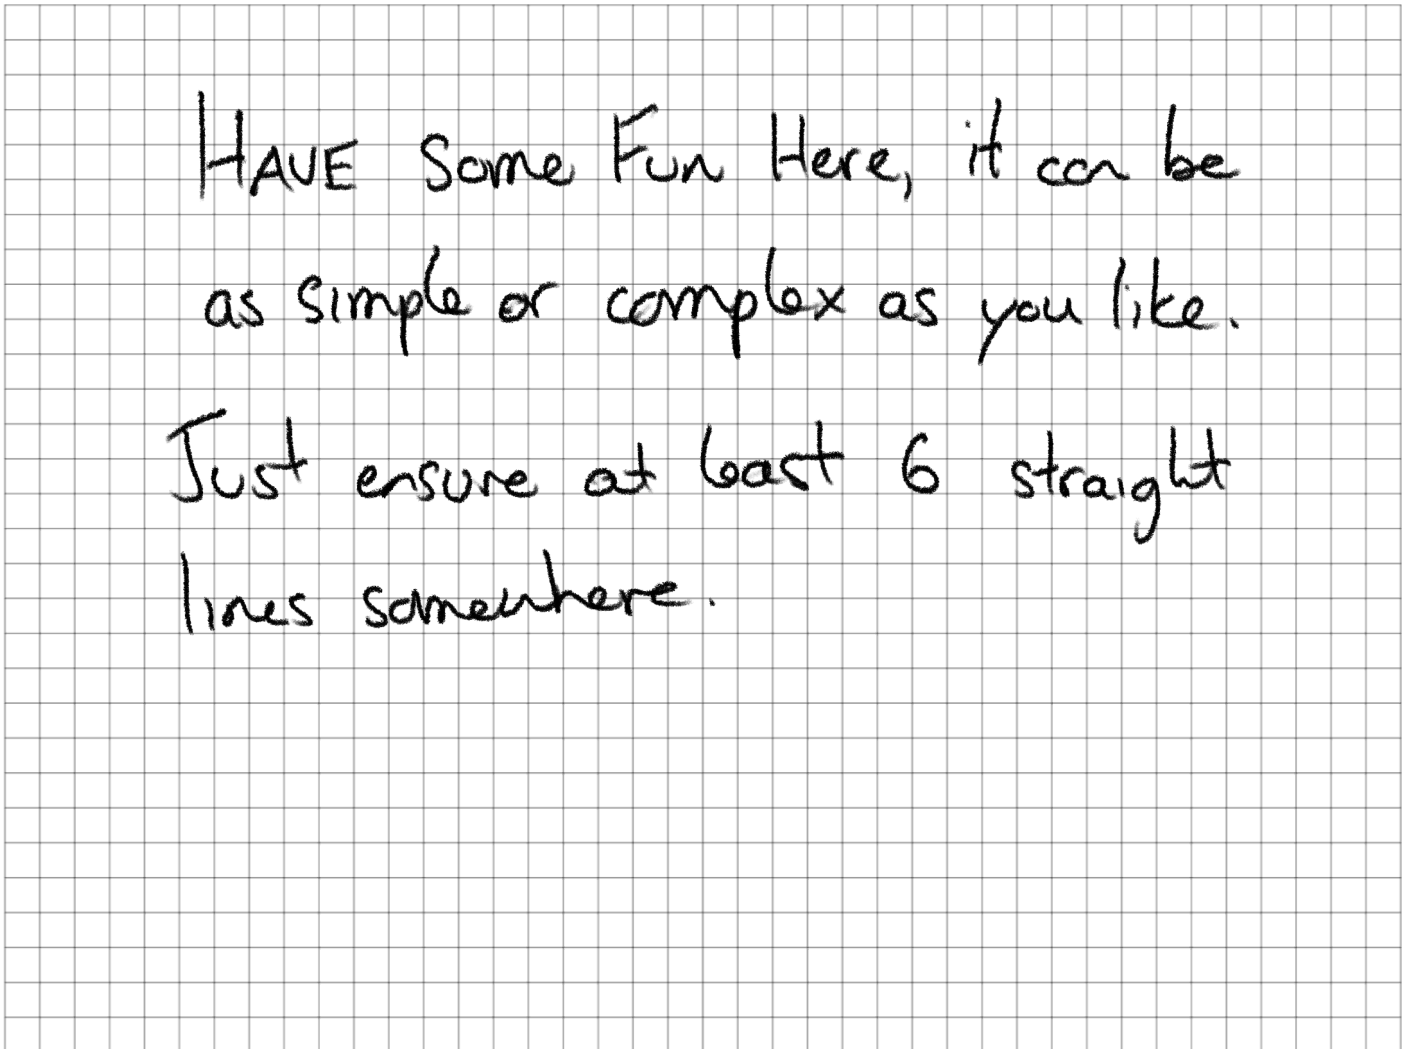 HAVE Some Fun Here, it can be
as simple or complex as you like.
Just ensure at least 6 straight
lines somewhere.